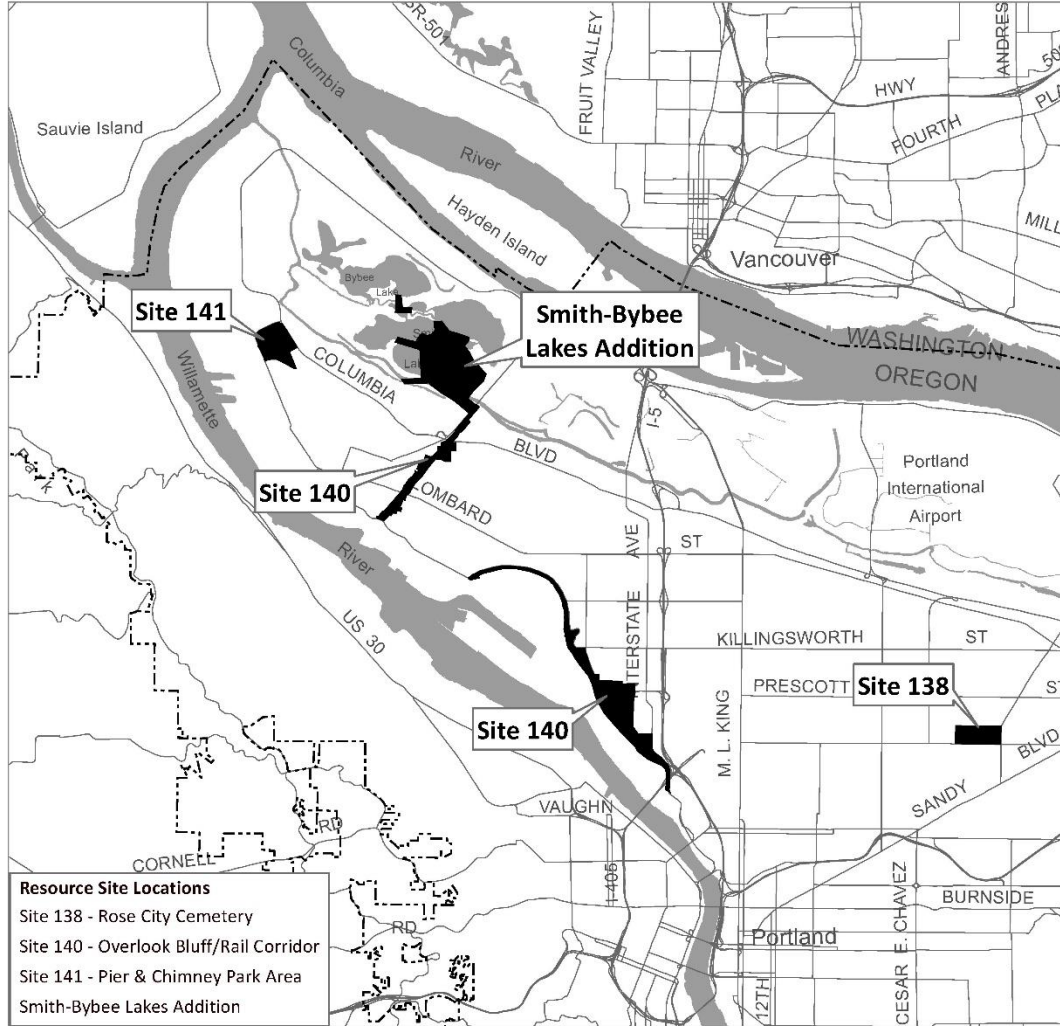 SR-501
Columbia
River
FRUIT VALLEY
ANDRES
HWY
FOURTH
MILL
Sauvie Island
Hayden Island
Vancouver
WASHINGTON
OREGON
Bybee
Lake
Smith-Bybee
Lakes Addition
Site 141
COLUMBIA
BLVD
Willamette
River
Site 140
OMBARD
ST
I-5
Portland
International
Airport
Park
US 30
AVE
TERSTATE
KILLINGSWORTH
ST
PRESCOTT
ST
Site 138
Site 140
M. L. KING
BLVD
SANDY
VAUGHN
CORNELL
RD
RD
I-405
Portland
12TH
CESAR E. CHAVEZ
BURNSIDE
Resource Site Locations
Site 138 - Rose City Cemetery
Site 140 - Overlook Bluff/Rail Corridor
Site 141 - Pier & Chimney Park Area
Smith-Bybee Lakes Addition